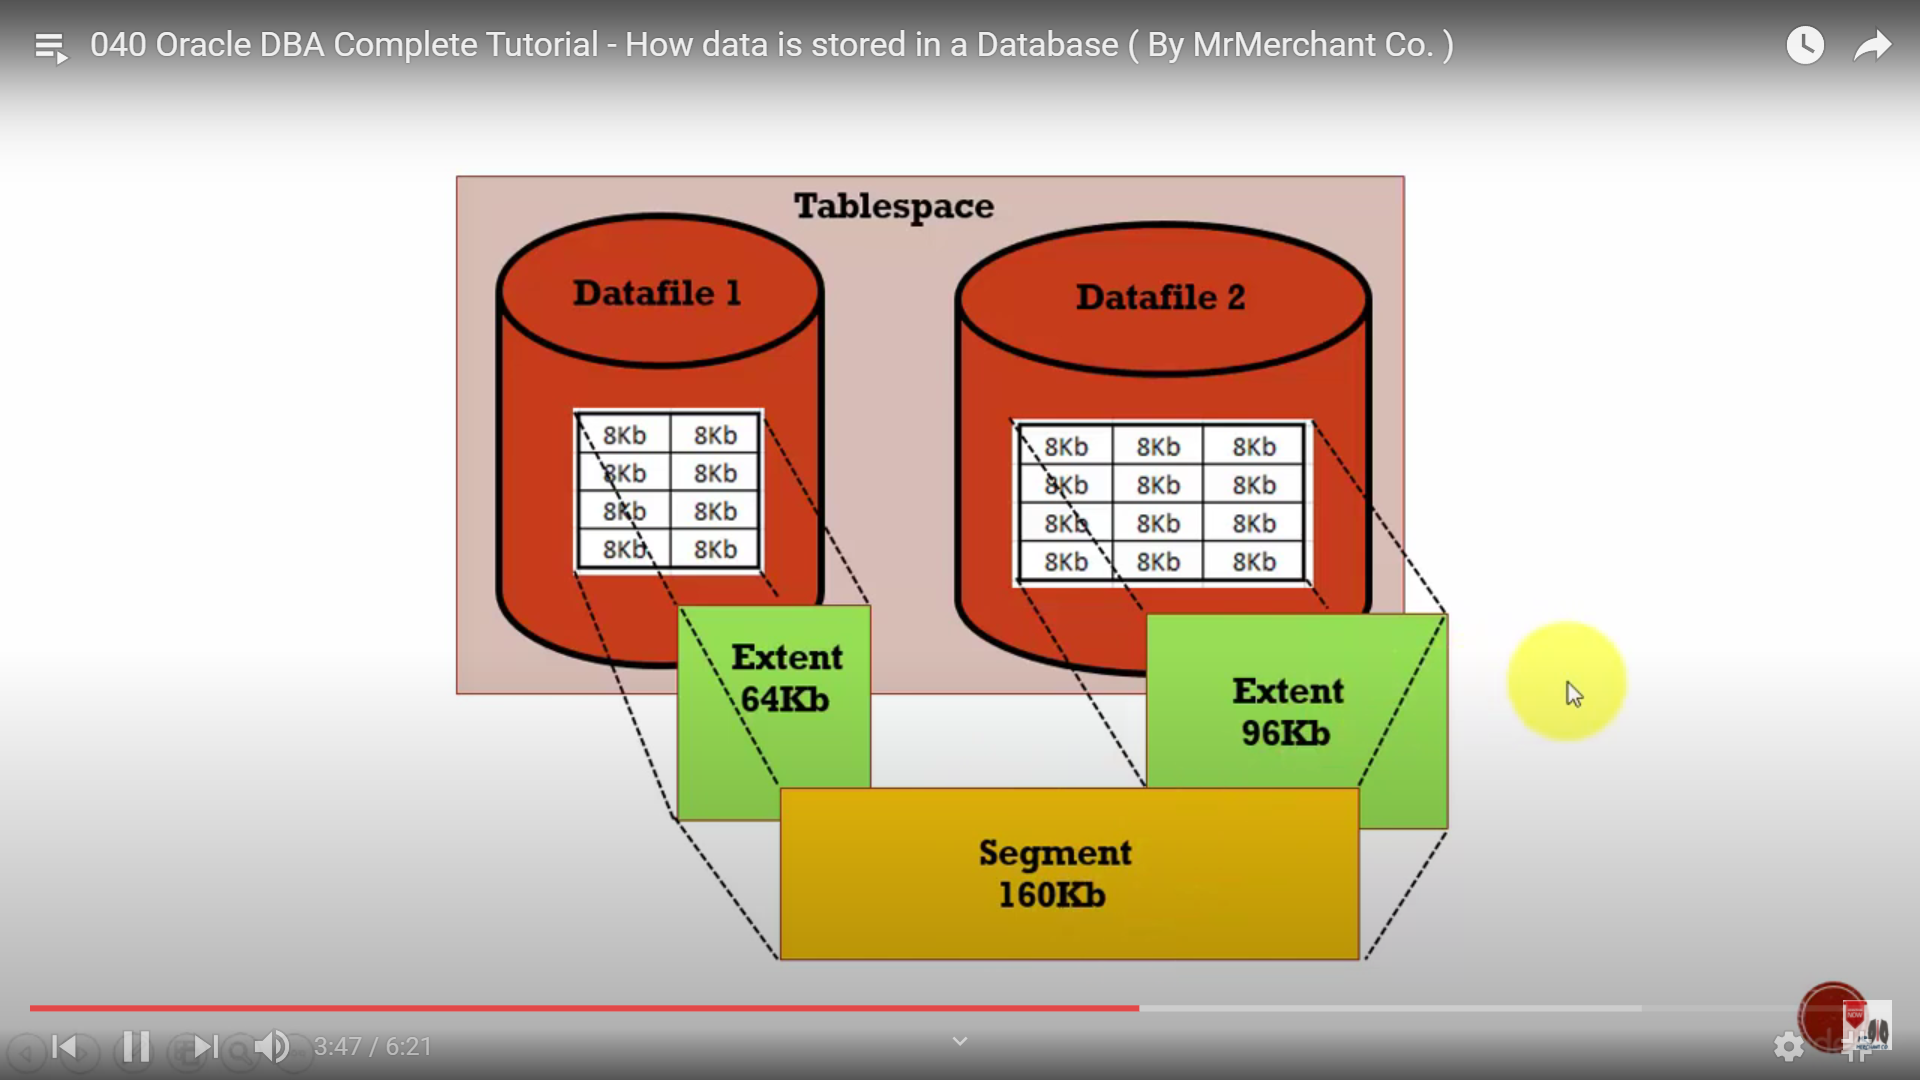 040 Oracle DBA Complete Tutorial - How data is stored in a Database ( By MrMerchant Co. )
Tablespace
Datafile 1
Datafile 2
8Kb 8Kb
8Kb 8Kb
8Kb 8Kb
8Kb 8Kb
8Kb 8Kb 8Kb
8Kb 8Kb 8Kb
8Kb 8Kb 8Kb
8Kb 8Kb 8Kb
Extent
64Kb
Extent
96Kb
Segment
160Kb
3:47 / 6:21
NOW